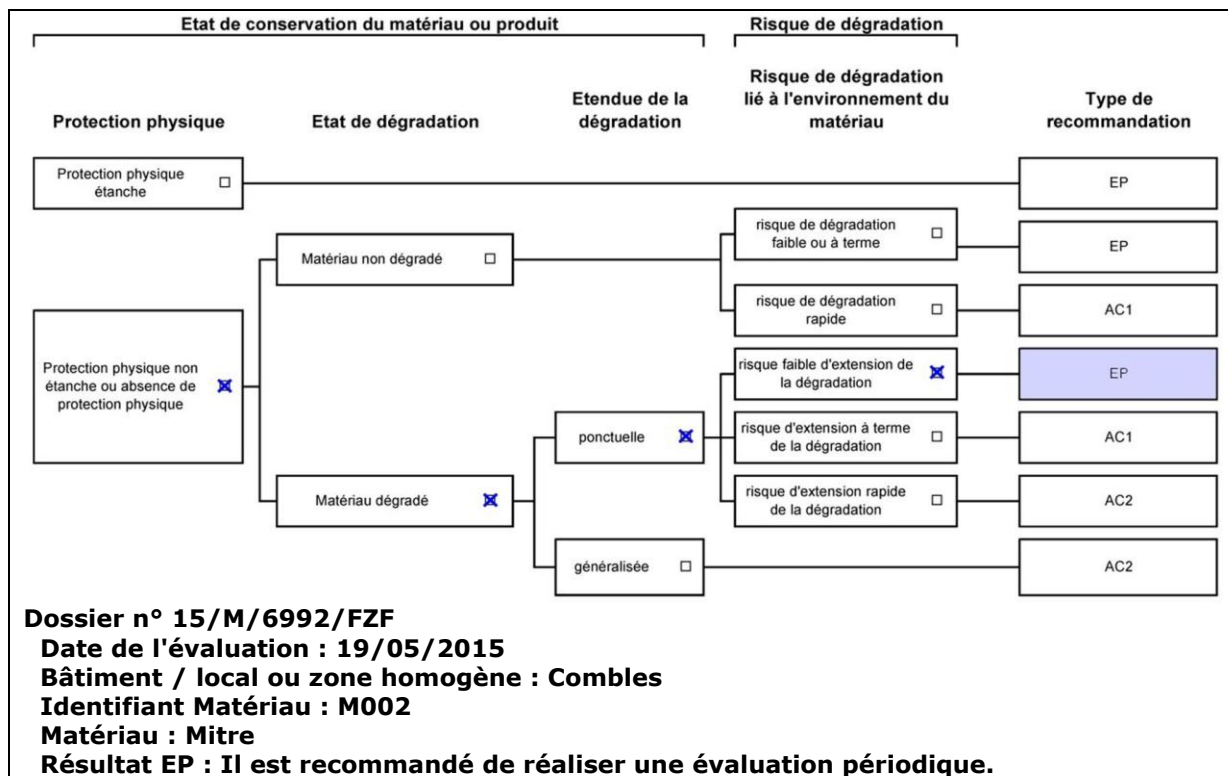 Etat de conservation du matériau ou produit
Risque de dégradation
Protection physique
Etat de dégradation
Etendue de la
dégradation
Risque de dégradation
lié à l'environnement du
matériau
Type de
recommandation
Protection physique
étanche
EP
Matériau non dégradé
risque de dégradation
faible ou à terme
EP
risque de dégradation
rapide
AC1
Protection physique non
étanche ou absence de
protection physique
risque faible d'extension de
la dégradation
EP
ponctuelle
risque d'extension à terme
de la dégradation
AC1
Matériau dégradé
risque d'extension rapide
de la dégradation
AC2
généralisée
AC2
Dossier n° 15/M/6992/FZF
Date de l'évaluation : 19/05/2015
Bâtiment / local ou zone homogène : Combles
Identifiant Matériau : M002
Matériau : Mitre
Résultat EP : Il est recommandé de réaliser une évaluation périodique.